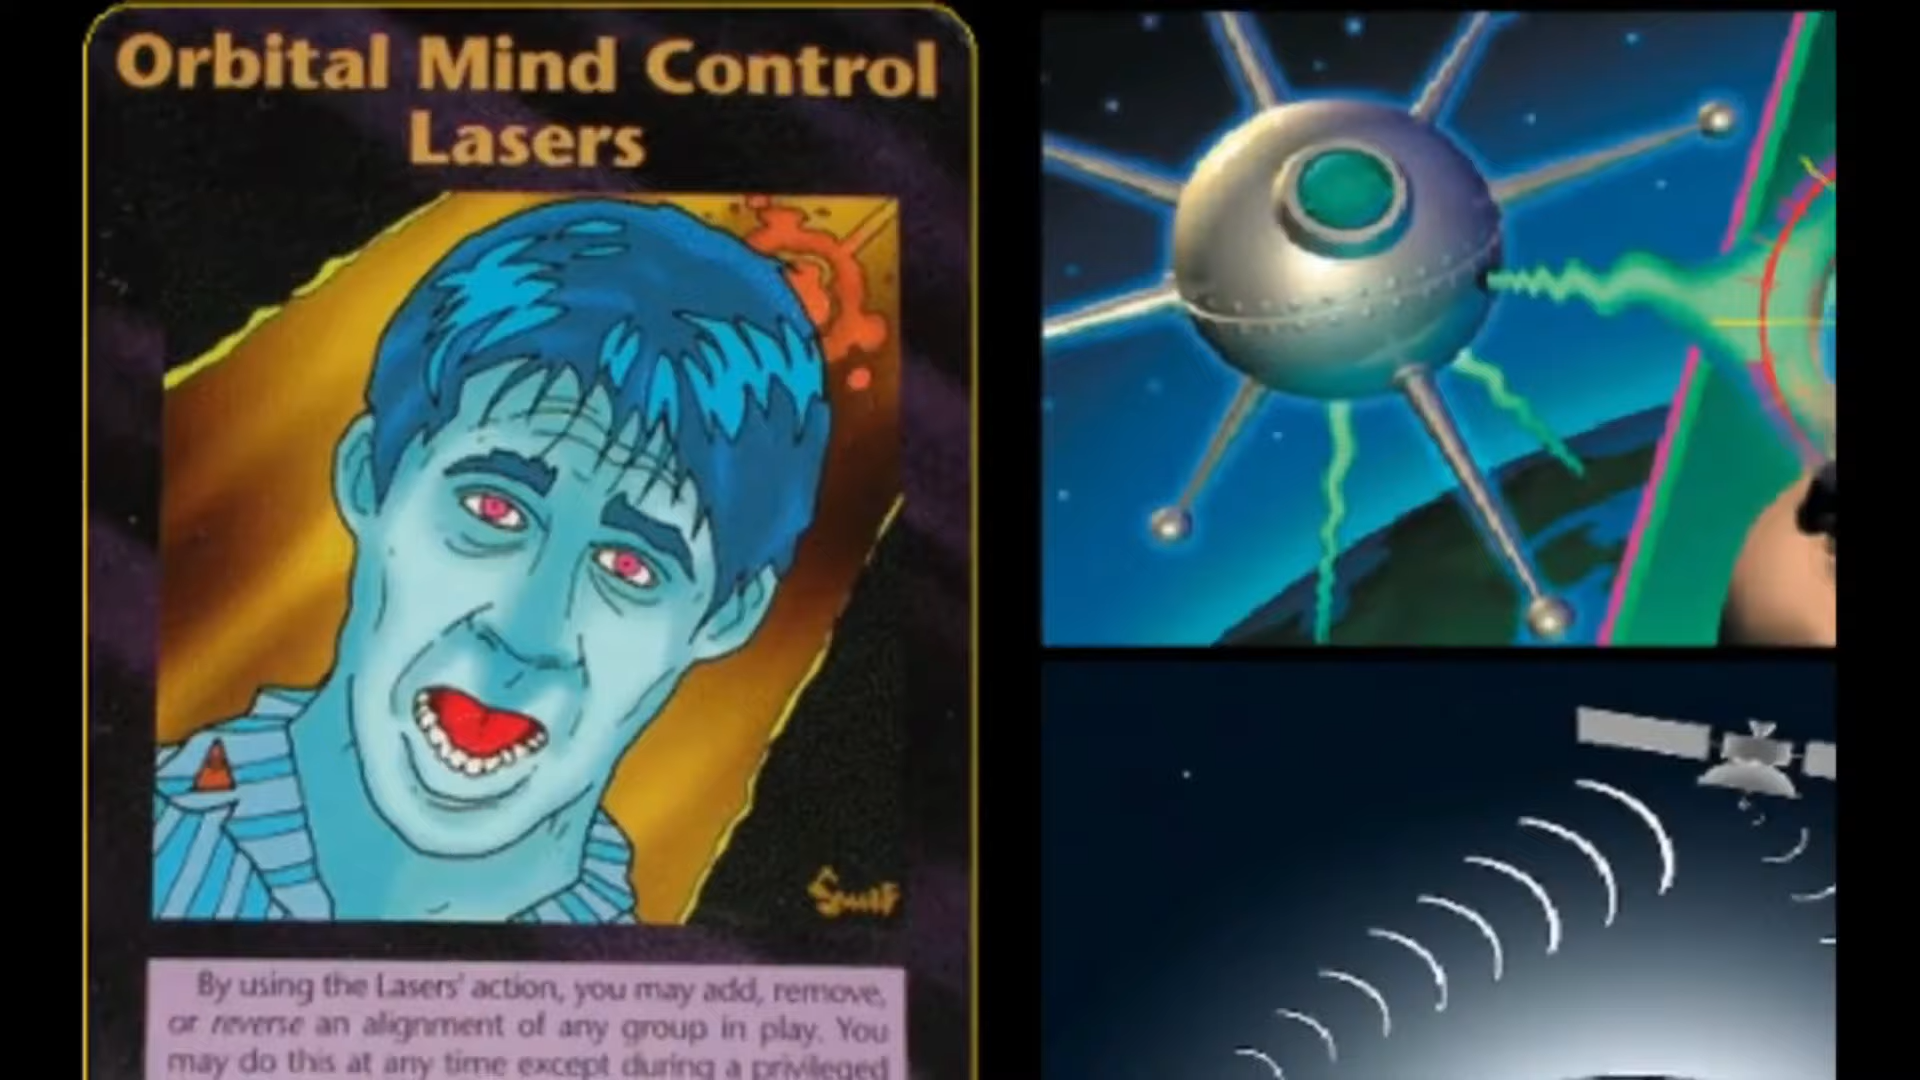 Orbital Mind Control
Lasers
By using the Lasers' action, you may add, remove,
or reverse an alignment of any group in play. You
may do this at any time except during a privileged